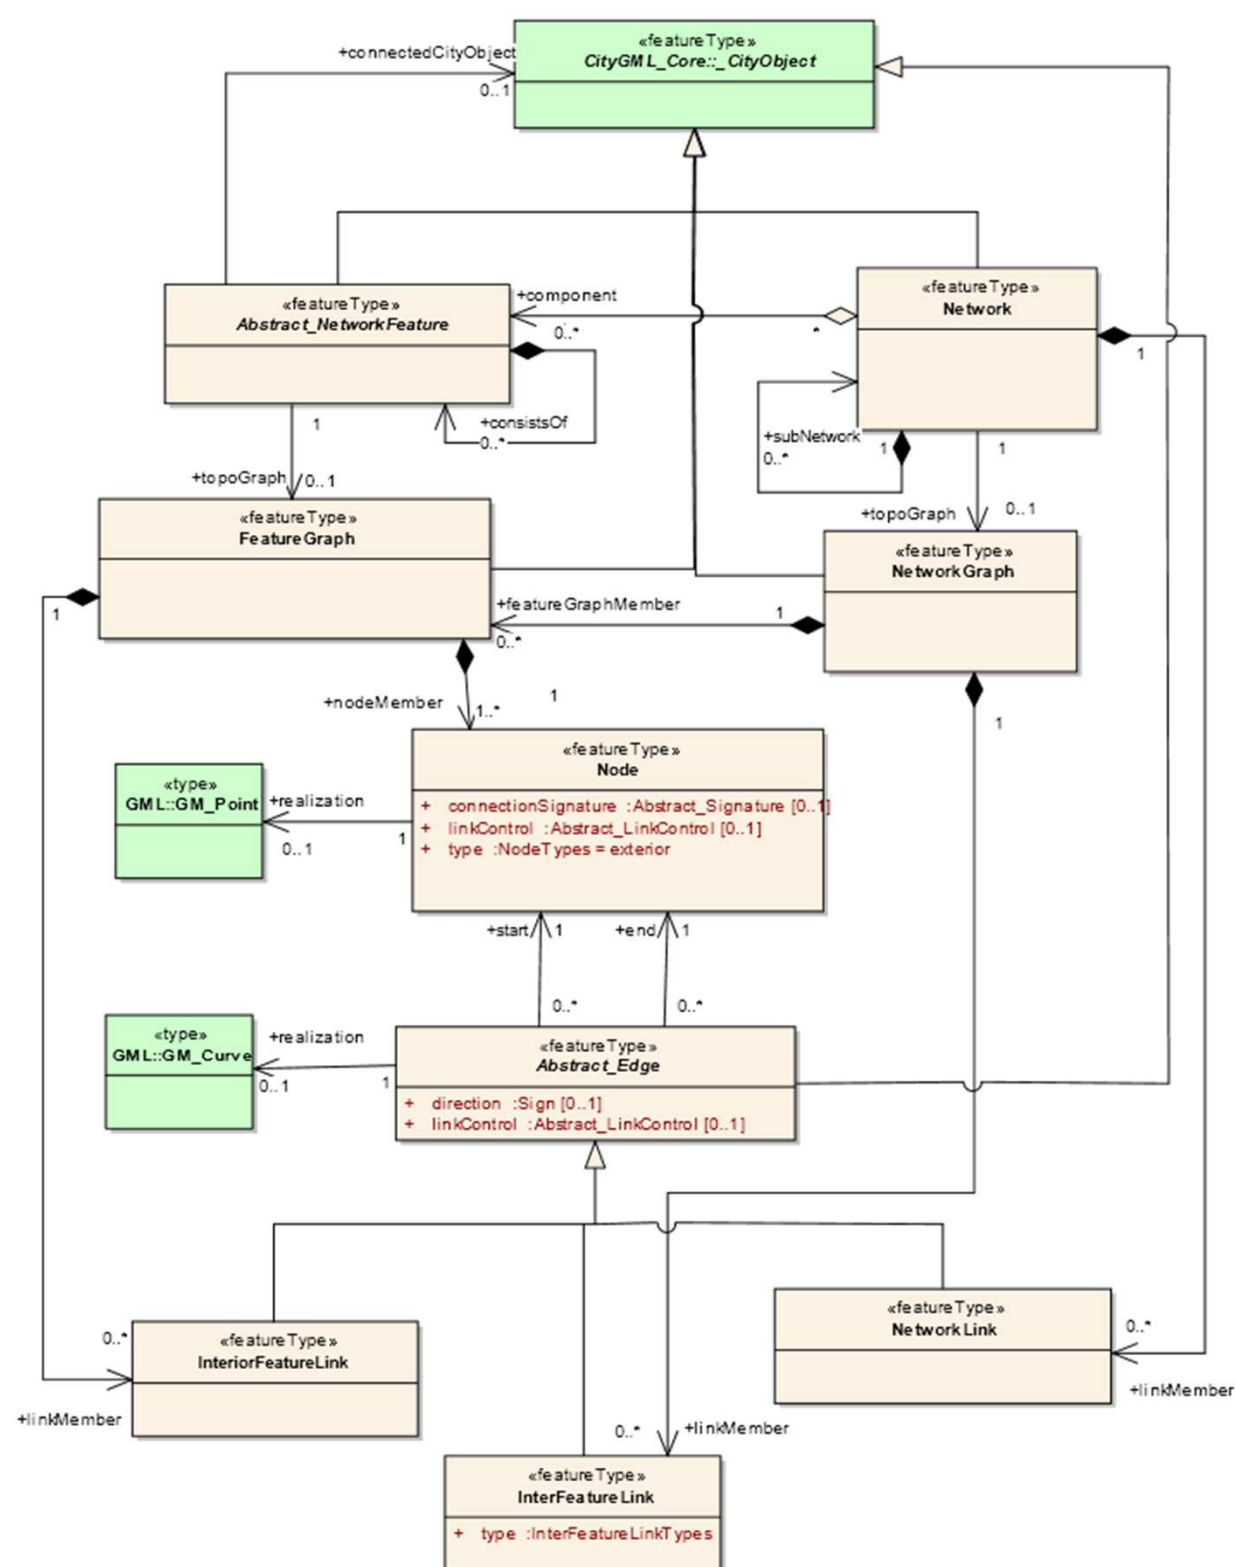 «featureType»
CityGML_Core::_CityObject
+connectedCityObject
0..1
«featureType»
Abstract_NetworkFeature
+component
0..*
*
«featureType»
Network
1
+consistsOf
0..*
+subNetwork
0..*
1
1
1
+topoGraph
0..1
+topoGraph
0..1
«featureType»
FeatureGraph
«featureType»
NetworkGraph
1
+featureGraphMember
0..*
1
+nodeMember
1..*
1
1
«featureType»
Node
+ connectionSignature :Abstract_Signature [0..1]
+ linkControl :Abstract_LinkControl [0..1]
+ type :NodeTypes = exterior
«type»
GML::GM_Point
+realization
0..1
1
+start
1
+end
1
0..*
0..*
«type»
GML::GM_Curve
+realization
0..1
1
«featureType»
Abstract_Edge
+ direction :Sign [0..1]
+ linkControl :Abstract_LinkControl [0..1]
0..*
+linkMember
«featureType»
InteriorFeatureLink
«featureType»
NetworkLink
0..*
+linkMember
0..*
+linkMember
«featureType»
InterFeatureLink
+ type :InterFeatureLinkTypes